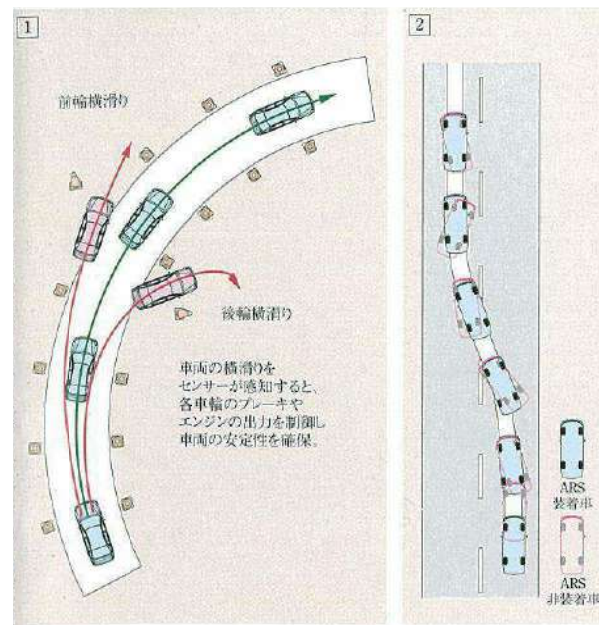 1
前輪横滑り
後輪横滑り
車両の横滑りを
センサーが感知すると、
各車輪のブレーキや
エンジンの出力を制御し
車両の安定性を確保。
2
ARS
装着車
ARS
非装着車